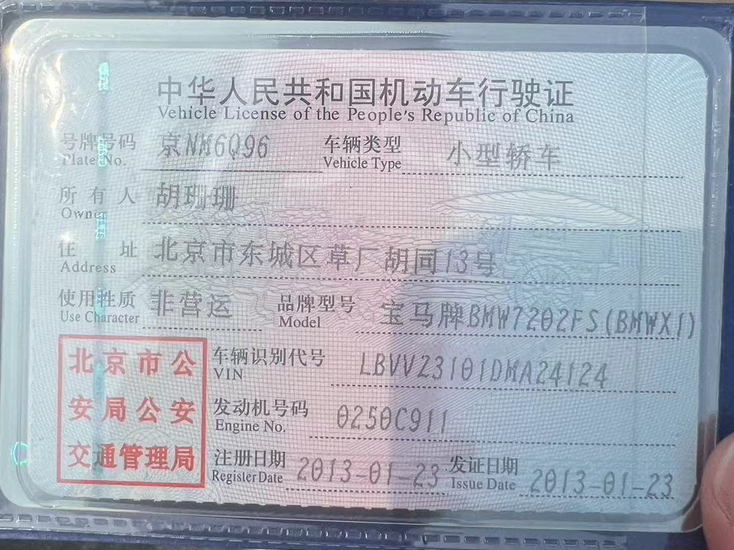 中华人民共和国机动车行驶证
Vehicle License of the People's Republic of China
号牌号码 京NM6Q96 车辆类型 小型轿车
Plate No. Vehicle Type
所有人 胡珊珊
Owner
住址 北京市东城区草厂胡同13号
Address
使用性质 非营运 品牌型号 宝马牌BMW7202FS(BMWX1)
Use Character Model
北京市公
安局公安
交通管理局
车辆识别代号 LBVVZ3101DMA24124
VIN
发动机号码 0250C911
Engine No.
注册日期 2013-01-23 发证日期 2013-01-23
Register Date Issue Date